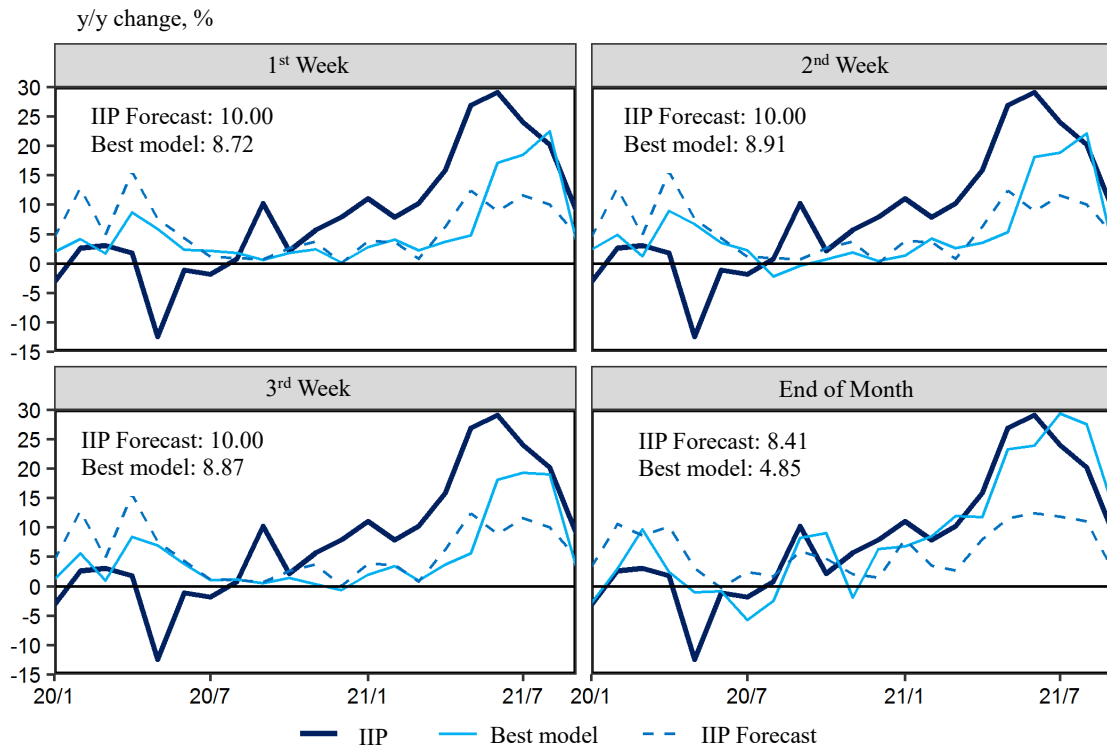 y/y change, %
1st Week
2nd Week
30
25
20
15
10
5
0
-5
-10
-15
IIP Forecast: 10.00
Best model: 8.72
IIP Forecast: 10.00
Best model: 8.91
3rd Week
End of Month
30
20
15
10
5
0
-5
-10
-15
IIP Forecast: 10.00
Best model: 8.87
IIP Forecast: 8.41
Best model: 4.85
20/1 20/7 21/1 21/7 20/1 20/7 21/1 21/7
IIP Best model IIP Forecast